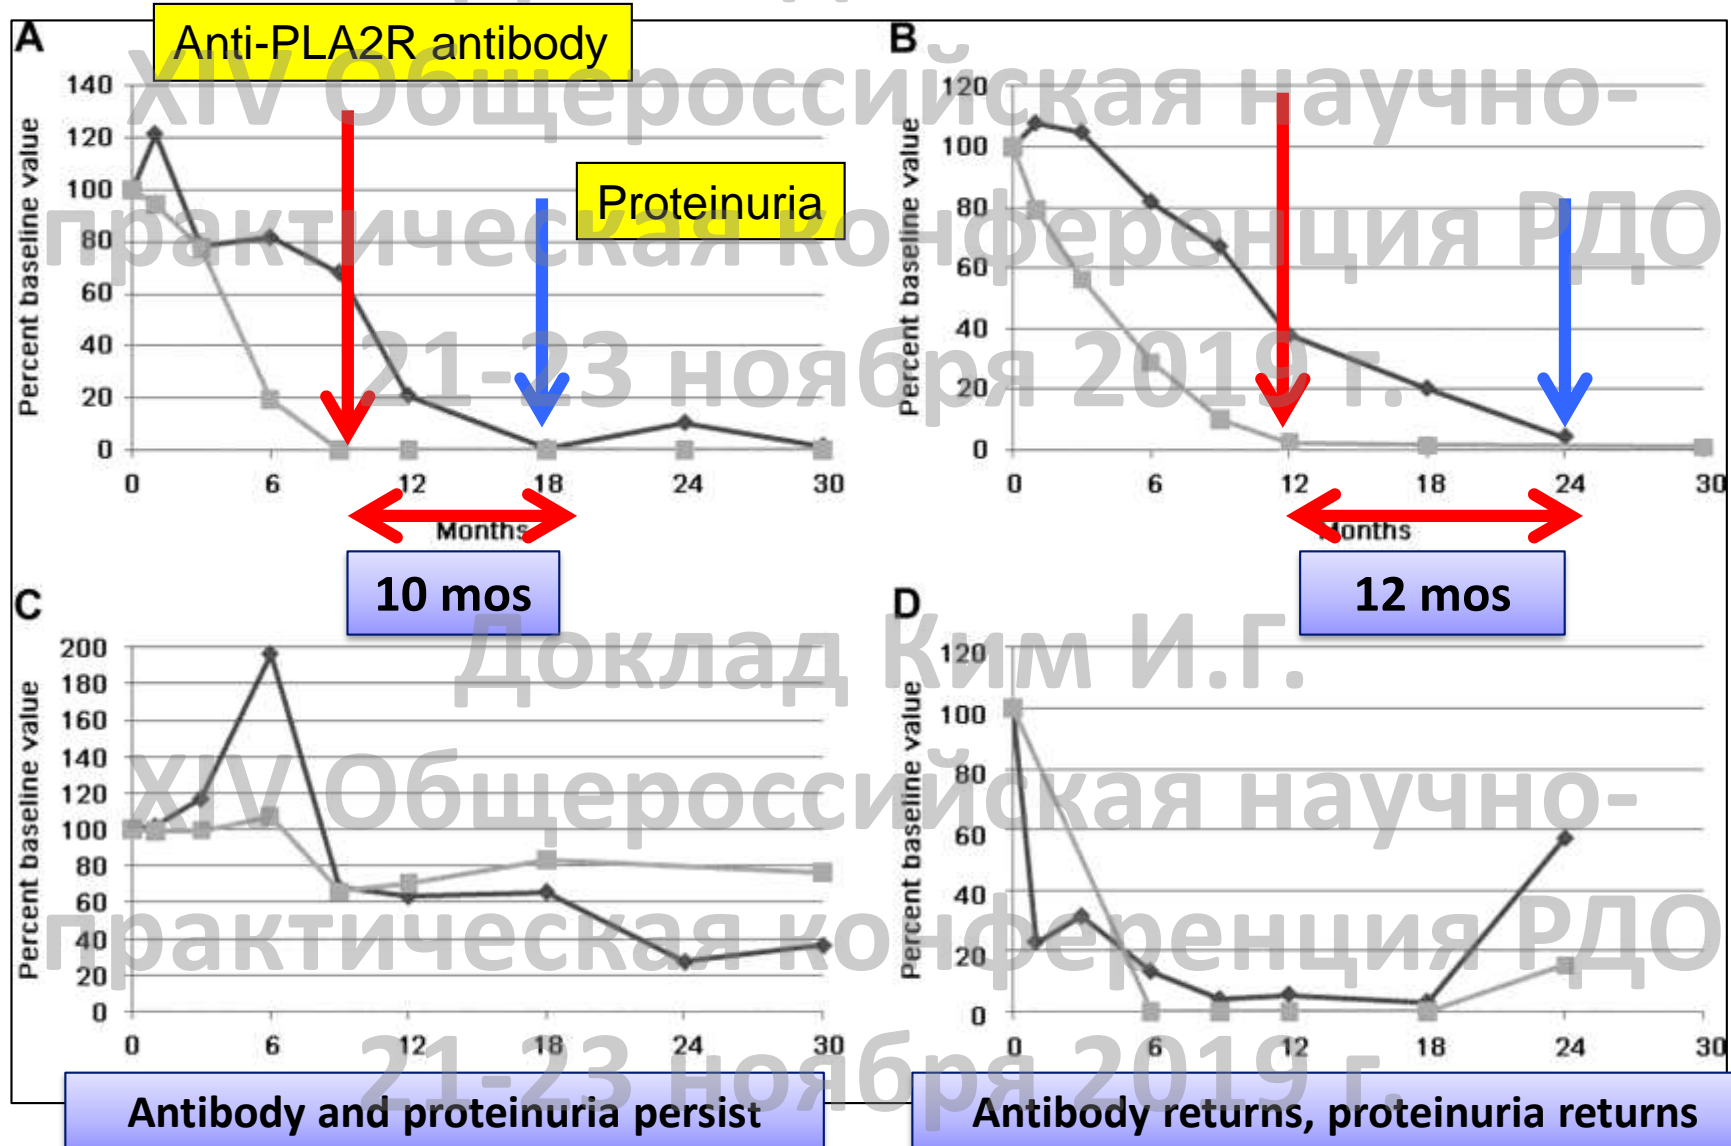 A
Anti-PLA2R antibody
B
XIV Общероссийская научно-
практическая конференция РДО
21-23 ноября 2019 г.
Proteinuria
Percent baseline value
140
120
100
80
60
40
20
0
0 6 12 18 24 30
Months
10 mos
Percent baseline value
120
100
80
60
40
20
0
0 6 12 18 24 30
Months
12 mos
Доклад Ким И.Г.
XIV Общероссийская научно-
практическая конференция РДО
21-23 ноября 2019 г.
C
Percent baseline value
200
180
160
140
120
100
80
60
40
20
0
0 6 12 18 24 30
Antibody and proteinuria persist
D
Percent baseline value
120
100
80
60
40
20
0
0 6 12 18 24 30
Antibody returns, proteinuria returns